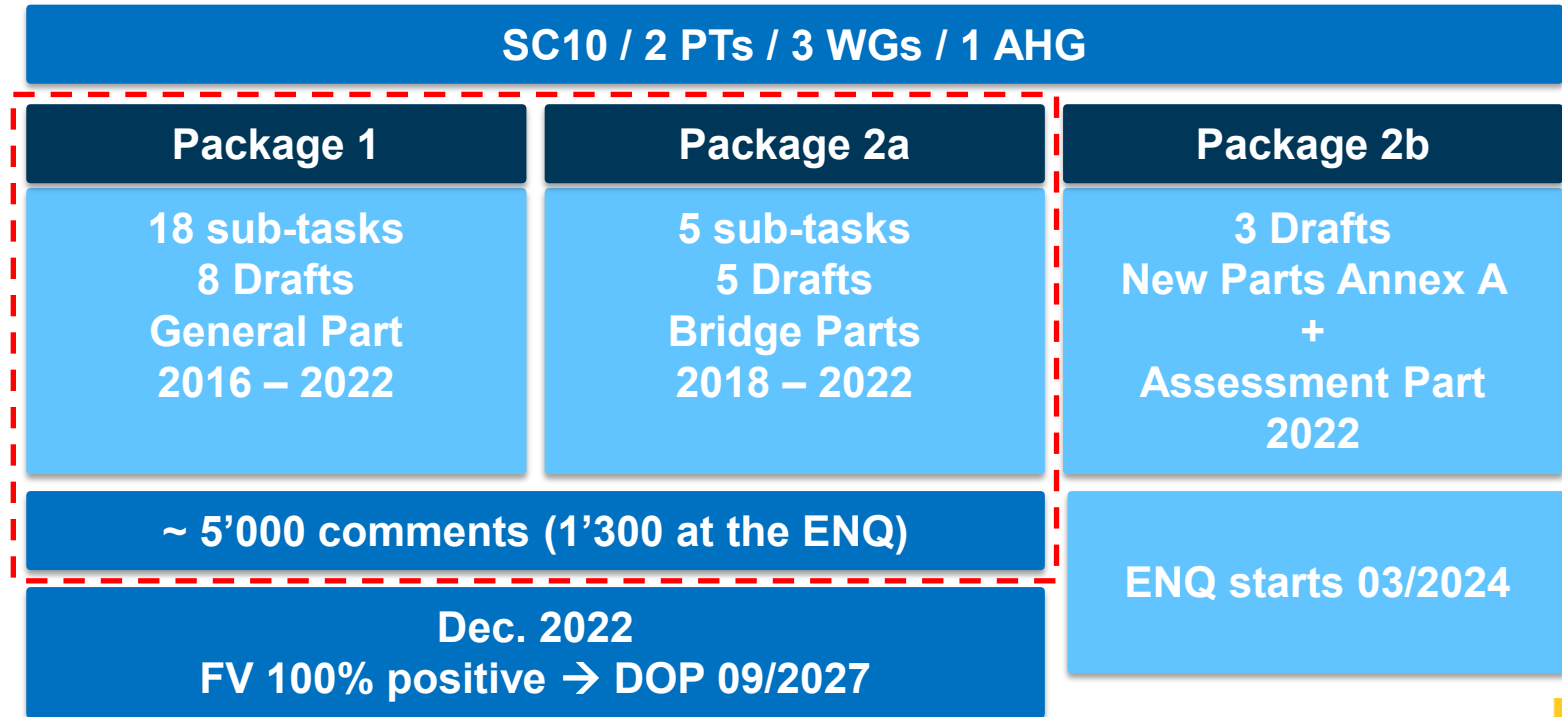 SC10 / 2 PTs / 3 WGs / 1 AHG
Package 1
18 sub-tasks
8 Drafts
General Part
2016 – 2022
Package 2a
5 sub-tasks
5 Drafts
Bridge Parts
2018 – 2022
Package 2b
3 Drafts
New Parts Annex A
+
Assessment Part
2022
~ 5’000 comments (1’300 at the ENQ)
Dec. 2022
FV 100% positive → DOP 09/2027
ENQ starts 03/2024